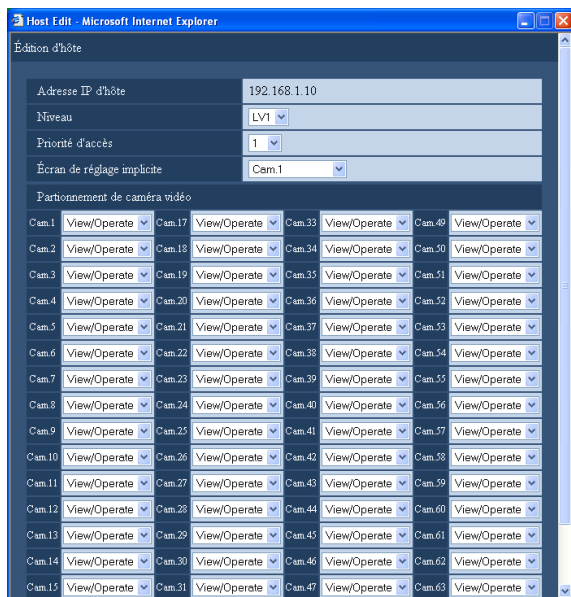 Host Edit - Microsoft Internet Explorer
Édition d'hôte
Adresse IP d'hôte 192.168.1.10
Niveau LV1
Priorité d'accès 1
Écran de réglage implicite Cam.1
Partionnement de caméra vidéo
Cam.1 View/Operate Cam.17 View/Operate Cam.33 View/Operate Cam.49 View/Operate
Cam.2 View/Operate Cam.18 View/Operate Cam.34 View/Operate Cam.50 View/Operate
Cam.3 View/Operate Cam.19 View/Operate Cam.35 View/Operate Cam.51 View/Operate
Cam.4 View/Operate Cam.20 View/Operate Cam.36 View/Operate Cam.52 View/Operate
Cam.5 View/Operate Cam.21 View/Operate Cam.37 View/Operate Cam.53 View/Operate
Cam.6 View/Operate Cam.22 View/Operate Cam.38 View/Operate Cam.54 View/Operate
Cam.7 View/Operate Cam.23 View/Operate Cam.39 View/Operate Cam.55 View/Operate
Cam.8 View/Operate Cam.24 View/Operate Cam.40 View/Operate Cam.56 View/Operate
Cam.9 View/Operate Cam.25 View/Operate Cam.41 View/Operate Cam.57 View/Operate
Cam.10 View/Operate Cam.26 View/Operate Cam.42 View/Operate Cam.58 View/Operate
Cam.11 View/Operate Cam.27 View/Operate Cam.43 View/Operate Cam.59 View/Operate
Cam.12 View/Operate Cam.28 View/Operate Cam.44 View/Operate Cam.60 View/Operate
Cam.13 View/Operate Cam.29 View/Operate Cam.45 View/Operate Cam.61 View/Operate
Cam.14 View/Operate Cam.30 View/Operate Cam.46 View/Operate Cam.62 View/Operate
Cam.15 View/Operate Cam.31 View/Operate Cam.47 View/Operate Cam.63 View/Operate